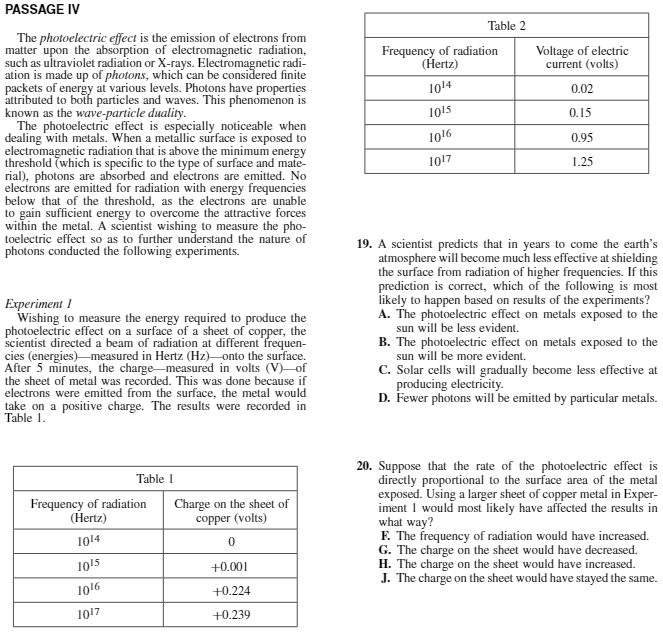 PASSAGE IV
The photoelectric effect is the emission of electrons from
matter upon the absorption of electromagnetic radiation,
such as ultraviolet radiation or X-rays. Electromagnetic radi-
ation is made up of photons, which can be considered finite
packets of energy at various levels. Photons have properties
attributed to both particles and waves. This phenomenon is
known as the wave-particle duality.
The photoelectric effect is especially noticeable when
dealing with metals. When a metallic surface is exposed to
electromagnetic radiation that is above the minimum energy
threshold (which is specific to the type of surface and mate-
rial), photons are absorbed and electrons are emitted. No
electrons are emitted for radiation with energy frequencies
below that of the threshold, as the electrons are unable
to gain sufficient energy to overcome the attractive forces
within the metal. A scientist wishing to measure the pho-
toelectric effect so as to further understand the nature of
photons conducted the following experiments.
Experiment 1
Wishing to measure the energy required to produce the
photoelectric effect on a surface of a sheet of copper, the
scientist directed a beam of radiation at different frequen-
cies (energies)—measured in Hertz (Hz)—onto the surface.
After 5 minutes, the charge—measured in volts (V)—of
the sheet of metal was recorded. This was done because if
electrons were emitted from the surface, the metal would
take on a positive charge. The results were recorded in
Table 1.
Table 1
Frequency of radiation
(Hertz)
Charge on the sheet of
copper (volts)
10¹⁴ 0
10¹⁵ +0.001
10¹⁶ +0.224
10¹⁷ +0.239
Table 2
Frequency of radiation
(Hertz)
Voltage of electric
current (volts)
10¹⁴ 0.02
10¹⁵ 0.15
10¹⁶ 0.95
10¹⁷ 1.25
19. A scientist predicts that in years to come the earth's
atmosphere will become much less effective at shielding
the surface from radiation of higher frequencies. If this
prediction is correct, which of the following is most
likely to happen based on results of the experiments?
A. The photoelectric effect on metals exposed to the
sun will be less evident.
B. The photoelectric effect on metals exposed to the
sun will be more evident.
C. Solar cells will gradually become less effective at
producing electricity.
D. Fewer photons will be emitted by particular metals.
20. Suppose that the rate of the photoelectric effect is
directly proportional to the surface area of the metal
exposed. Using a larger sheet of copper metal in Exper-
iment 1 would most likely have affected the results in
what way?
F. The frequency of radiation would have increased.
G. The charge on the sheet would have decreased.
H. The charge on the sheet would have increased.
J. The charge on the sheet would have stayed the same.